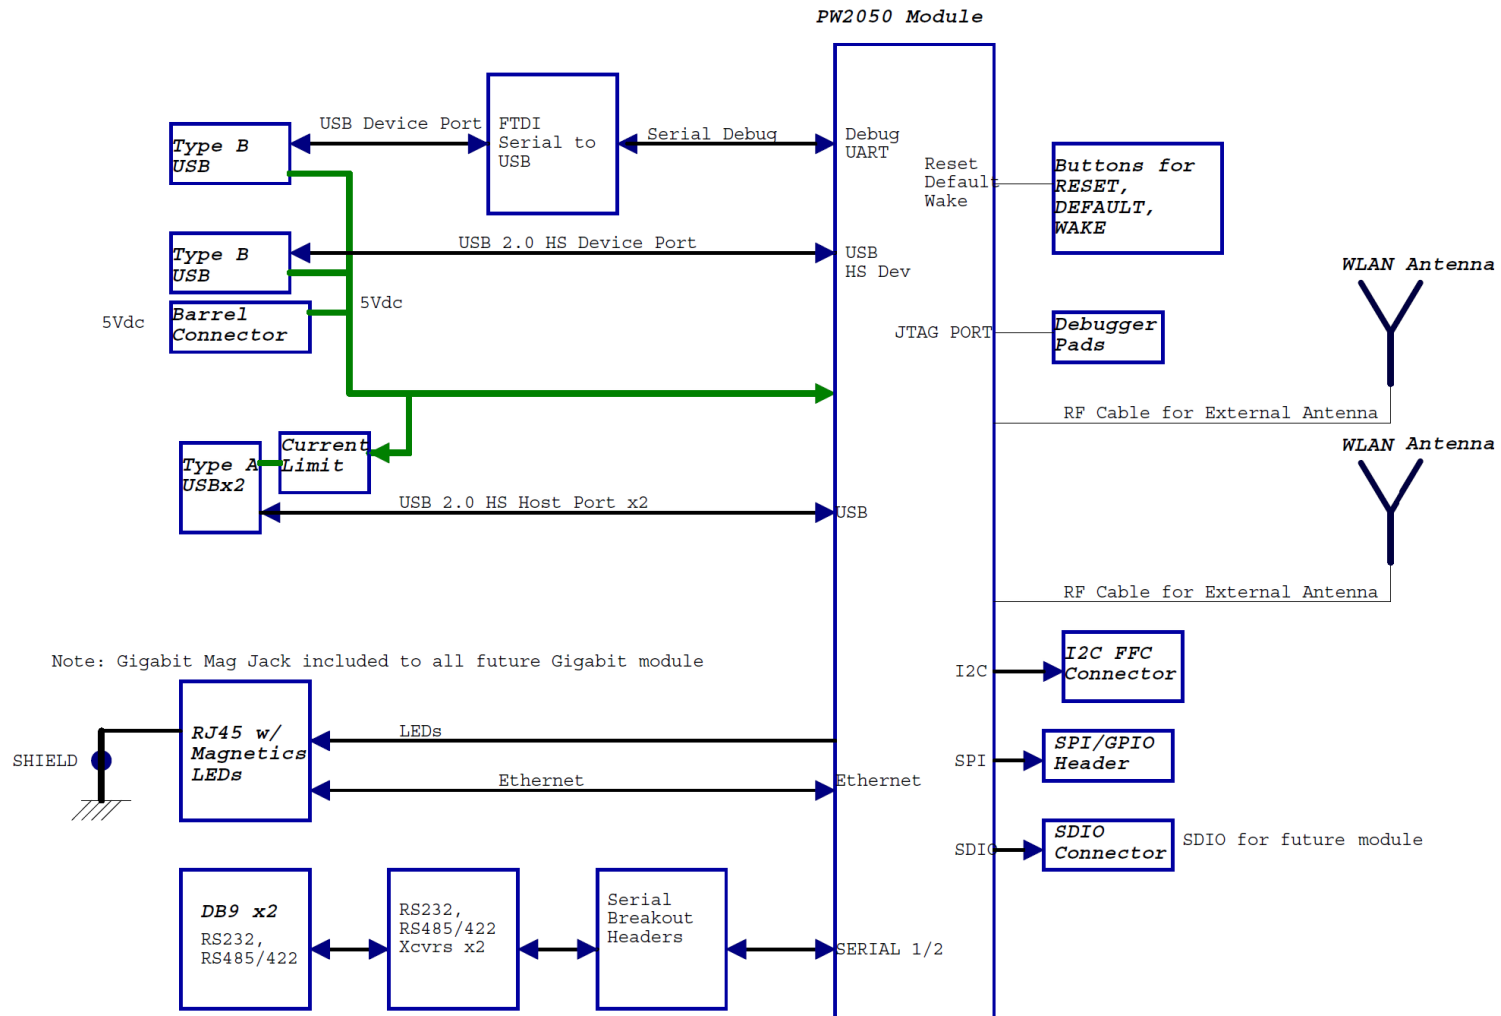 PW2050 Module
Type B
USB
USB Device Port
FTDI
Serial to
USB
Serial Debug
Debug
UART
Reset
Default
Wake
Buttons for
RESET,
DEFAULT,
WAKE
Type B
USB
USB 2.0 HS Device Port
USB
HS Dev
WLAN Antenna
5Vdc
Barrel
Connector
5Vdc
JTAG PORT
Debugger
Pads
RF Cable for External Antenna
Type A
USBx2
Current
Limit
WLAN Antenna
USB 2.0 HS Host Port x2
USB
RF Cable for External Antenna
Note: Gigabit Mag Jack included to all future Gigabit module
I2C
I2C FFC
Connector
SHIELD
RJ45 w/
Magnetics
LEDs
LEDs
Ethernet
Ethernet
SPI
SPI/GPIO
Header
SDIO
SDIO
Connector
SDIO for future module
DB9 x2
RS232,
RS485/422
RS232,
RS485/422
Xcvrs x2
Serial
Breakout
Headers
SERIAL 1/2